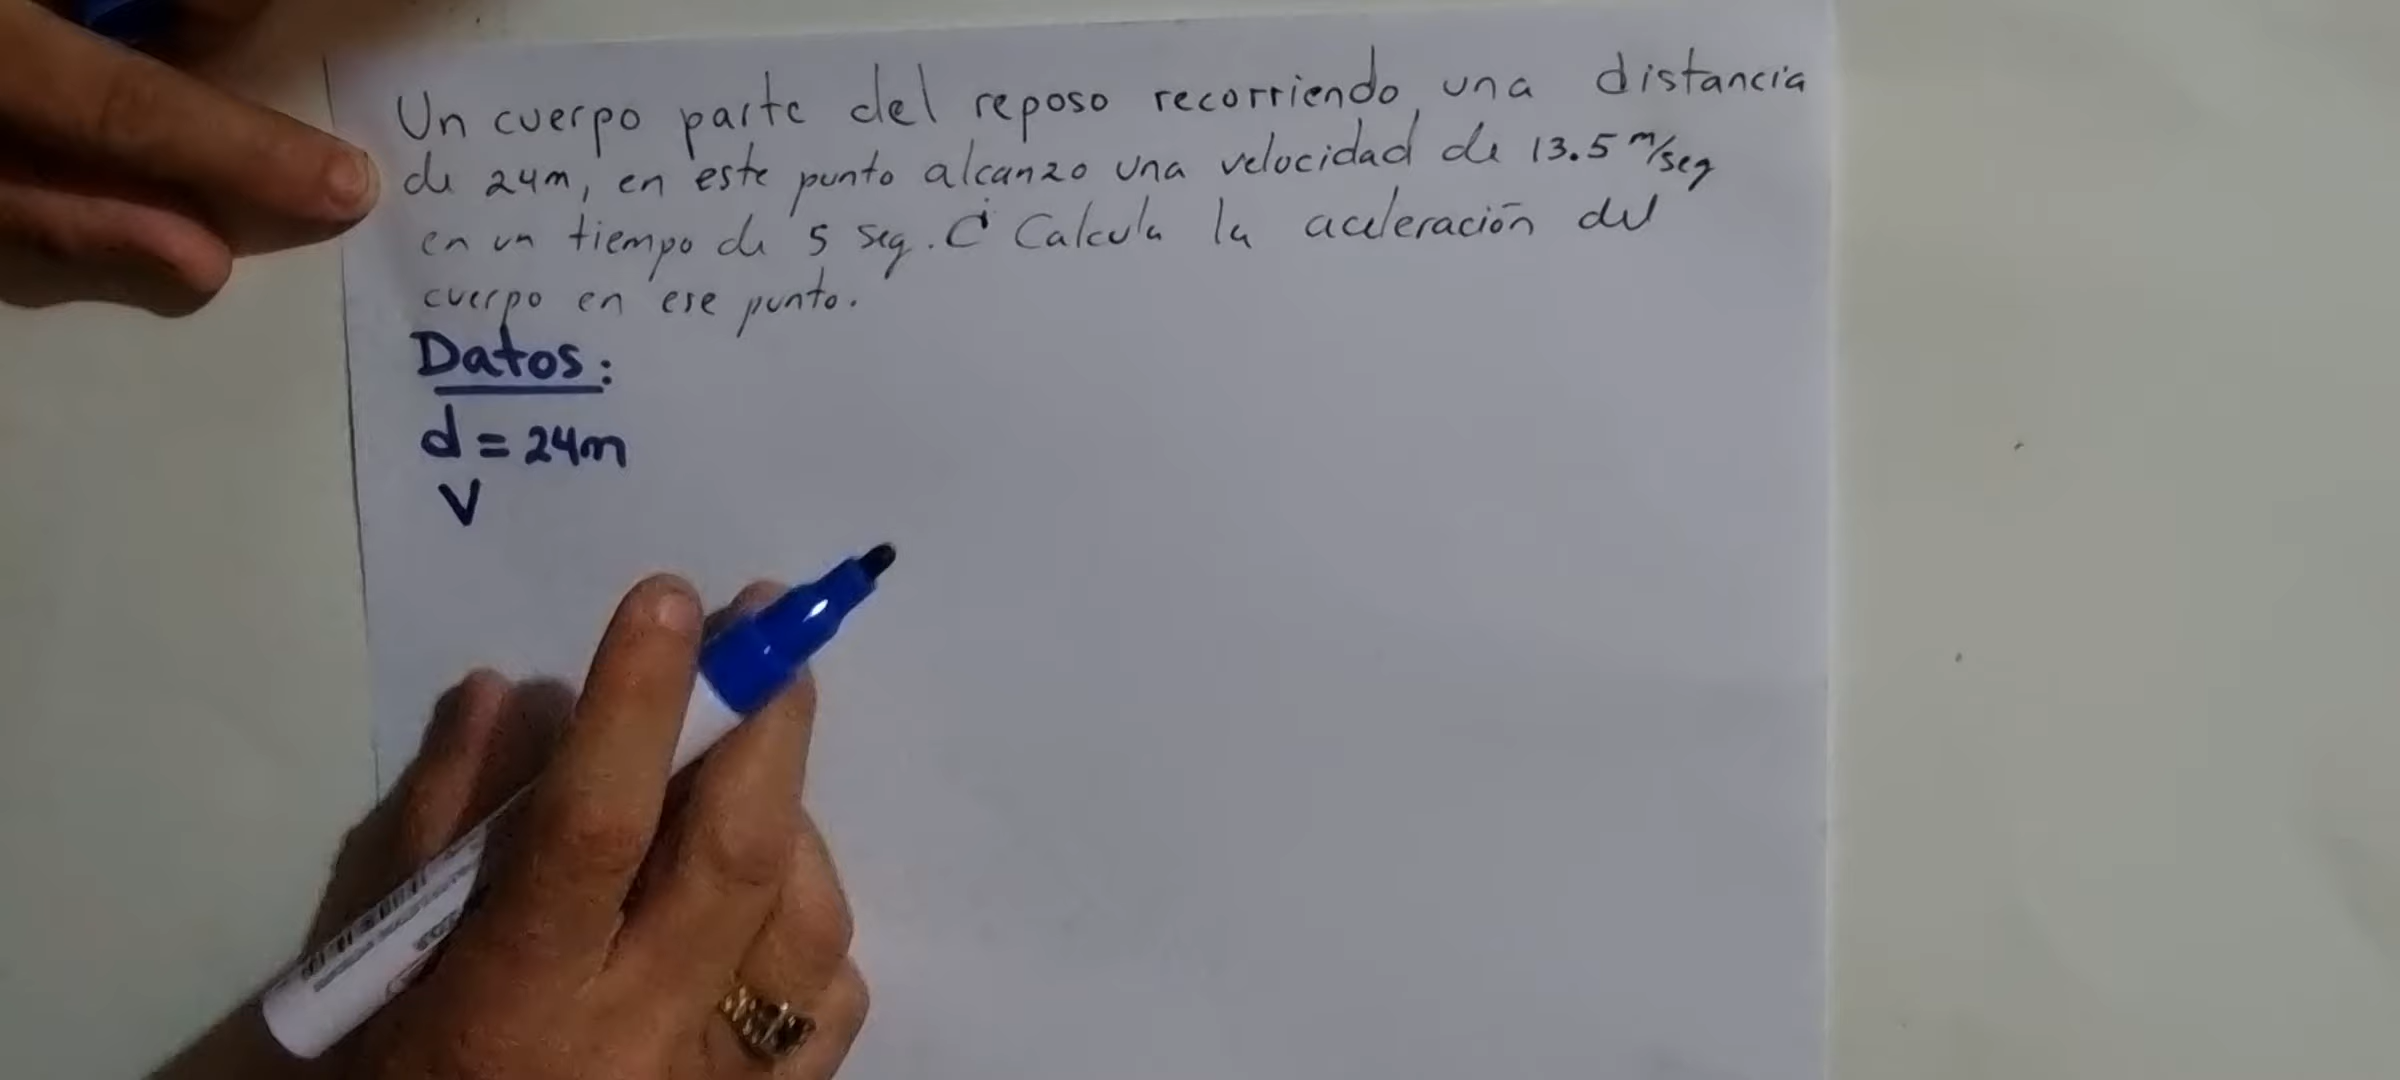 Un cuerpo parte del reposo recorriendo, una distancia
de 24m, en este punto alcanzo una velocidad de 13.5 m/seg
en un tiempo de 5 seg. Calcula la aceleración del
cuerpo en ese punto.
Datos:
d = 24m
V